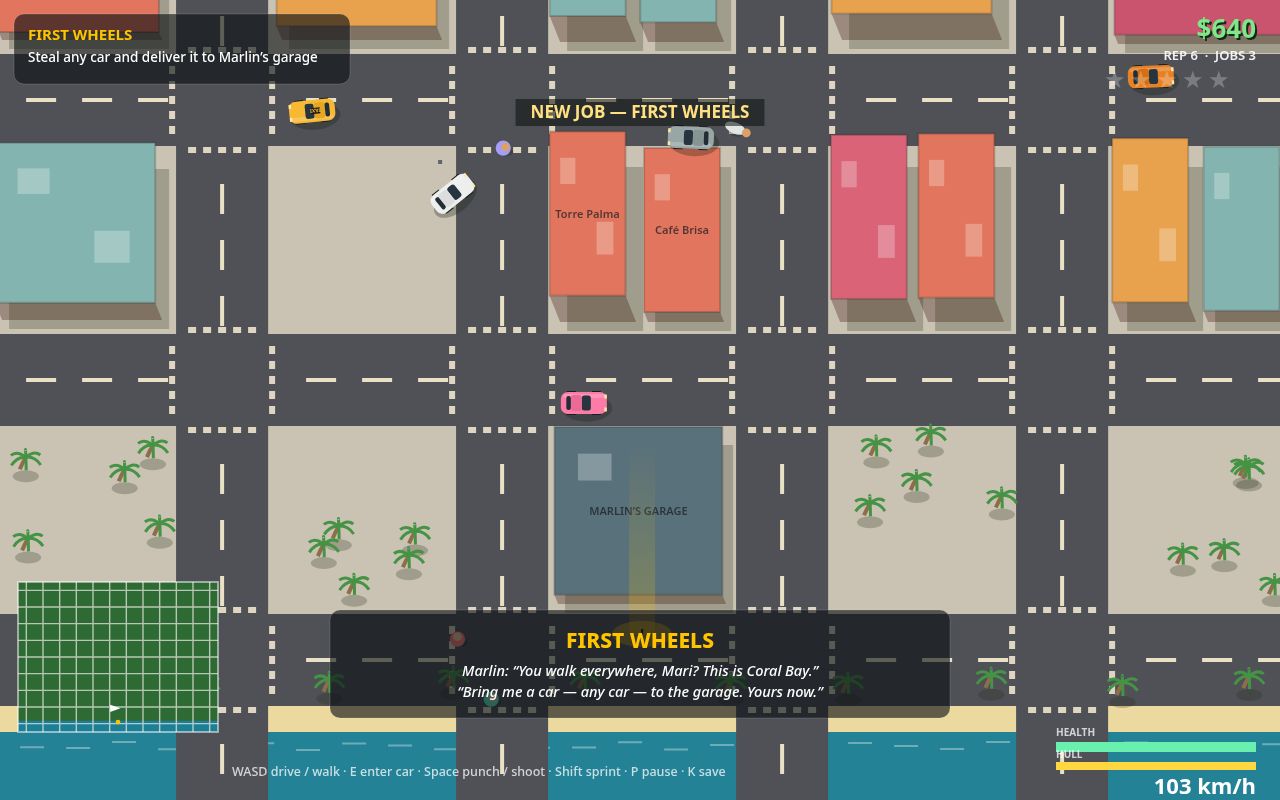 FIRST WHEELS
Steal any car and deliver it to Marlin's garage
$640
REP 6 · JOBS 3
NEW JOB — FIRST WHEELS
Torre Palma
Café Brisa
MARLIN'S GARAGE
FIRST WHEELS
Marlin: “You walk everywhere, Mari? This is Coral Bay.”
“Bring me a car — any car — to the garage. Yours now.”
HEALTH
HULL
WASD drive / walk · E enter car · Space punch / shoot · Shift sprint · P pause · K save
103 km/h